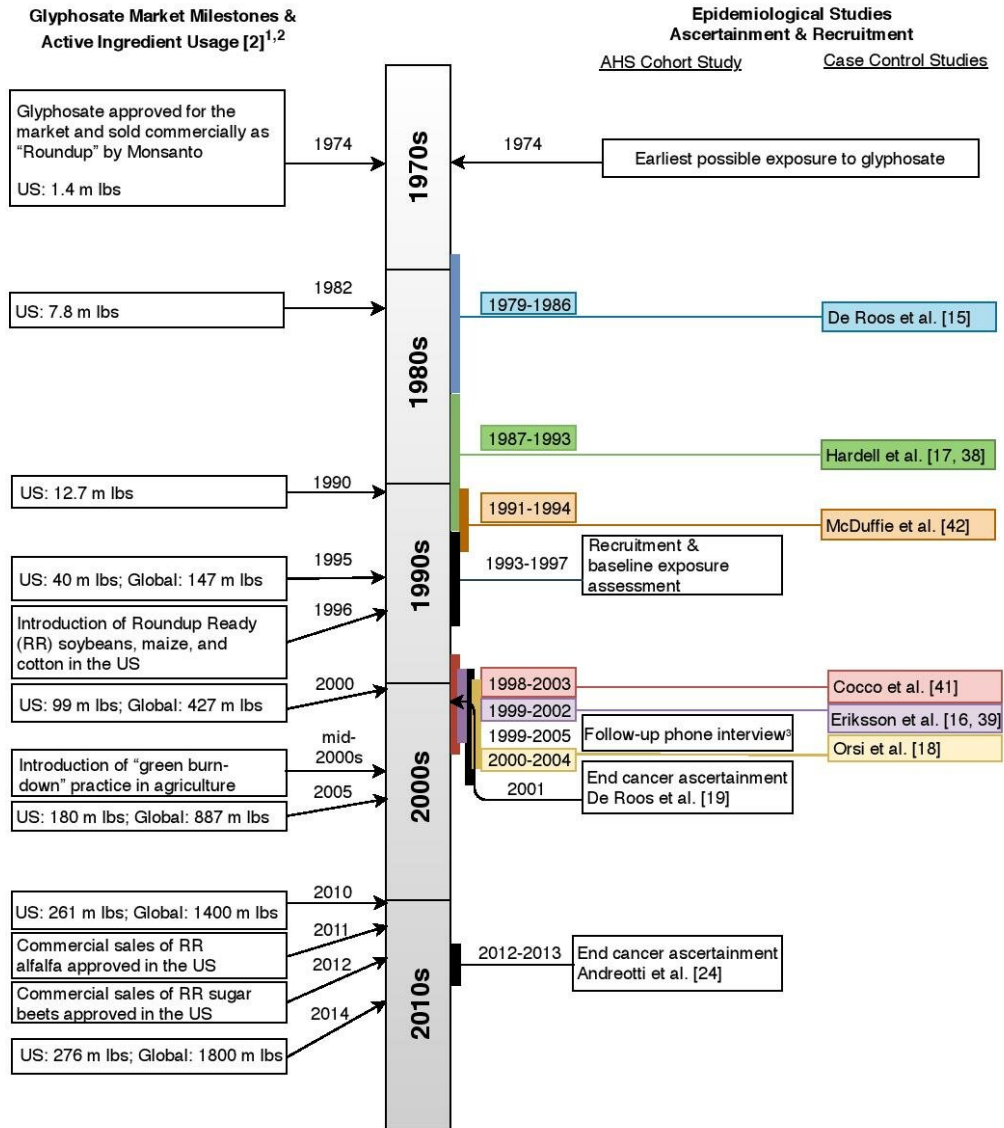 Glyphosate Market Milestones &
Active Ingredient Usage [2]1,2
Epidemiological Studies
Ascertainment & Recruitment
AHS Cohort Study
Case Control Studies
Glyphosate approved for the
market and sold commercially as
“Roundup” by Monsanto
US: 1.4 m lbs
1974
1970s
1974
Earliest possible exposure to glyphosate
US: 7.8 m lbs
1982
1980s
1979-1986
De Roos et al. [15]
1987-1993
Hardell et al. [17, 38]
US: 12.7 m lbs
1990
1990s
1991-1994
McDuffie et al. [42]
1993-1997
Recruitment &
baseline exposure
assessment
US: 40 m lbs; Global: 147 m lbs
1995
Introduction of Roundup Ready
(RR) soybeans, maize, and
cotton in the US
1996
US: 99 m lbs; Global: 427 m lbs
2000
2000s
1998-2003
Cocco et al. [41]
1999-2002
Eriksson et al. [16, 39]
1999-2005
Follow-up phone interview3
2000-2004
Orsi et al. [18]
2001
End cancer ascertainment
De Roos et al. [19]
Introduction of “green burn-
down” practice in agriculture
mid-
2000s
US: 180 m lbs; Global: 887 m lbs
2005
US: 261 m lbs; Global: 1400 m lbs
2010
2010s
Commercial sales of RR
alfalfa approved in the US
2011
Commercial sales of RR sugar
beets approved in the US
2012
2012-2013
End cancer ascertainment
Andreotti et al. [24]
US: 276 m lbs; Global: 1800 m lbs
2014